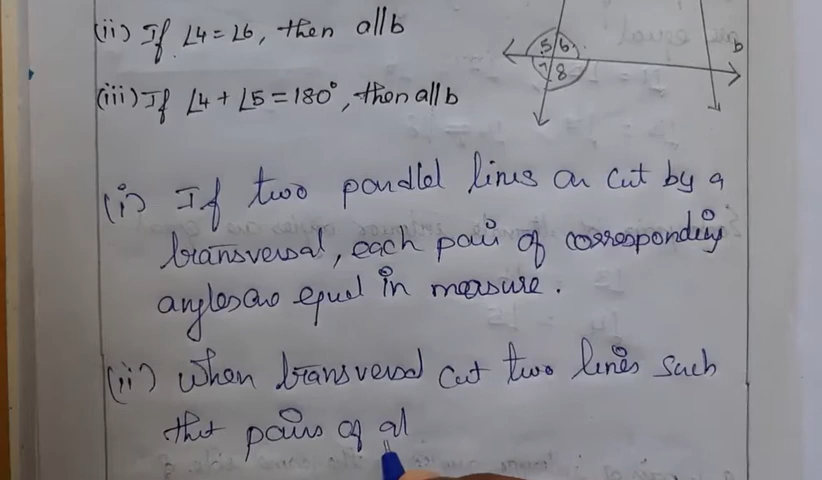 (ii) If ∠4=∠6, then allb
5 6
b
7 8
(iii) If ∠4+∠5=180°, then allb
(i) If two parallel lines are cut by a
transversal, each pair of corresponding
angles are equal in measure.
(ii) When transversal cut two lines such
that pairs of al